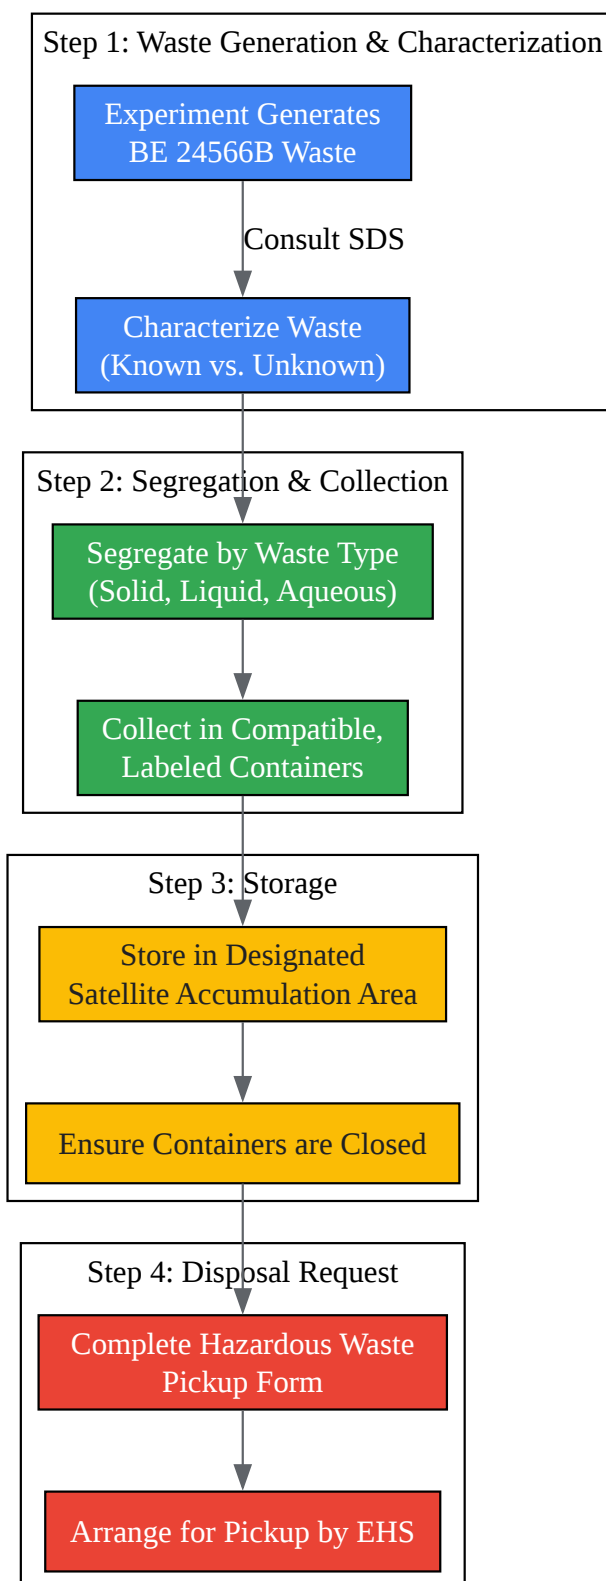 Step 1: Waste Generation & Characterization
Experiment Generates
BE 24566B Waste
Consult SDS
Characterize Waste
(Known vs. Unknown)
Step 2: Segregation & Collection
Segregate by Waste Type
(Solid, Liquid, Aqueous)
Collect in Compatible,
Labeled Containers
Step 3: Storage
Store in Designated
Satellite Accumulation Area
Ensure Containers are Closed
Step 4: Disposal Request
Complete Hazardous Waste
Pickup Form
Arrange for Pickup by EHS